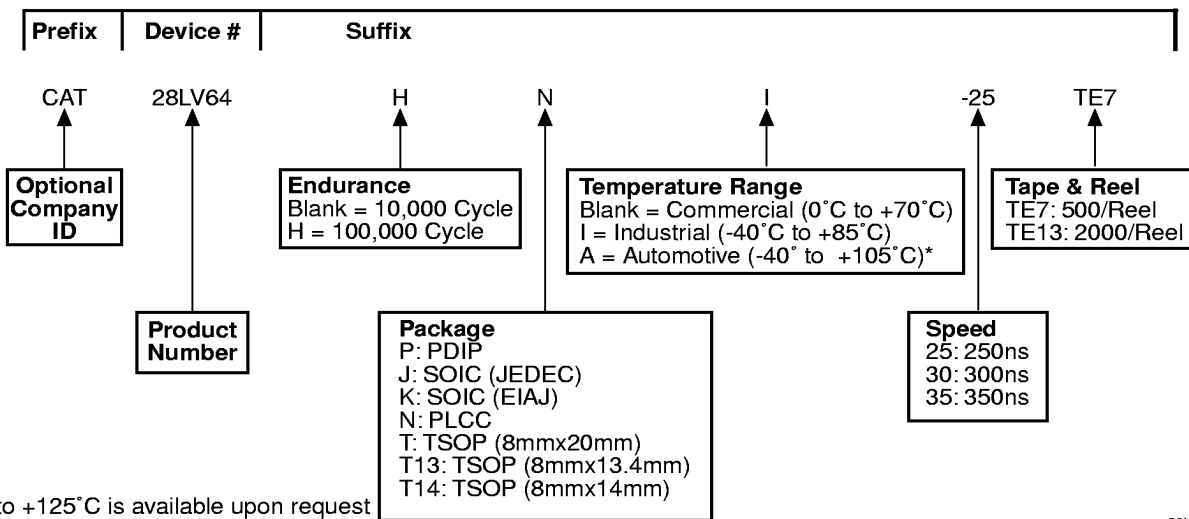 Prefix Device # Suffix
CAT 28LV64 H N I -25 TE7
Optional
Company
ID
Endurance
Blank = 10,000 Cycle
H = 100,000 Cycle
Temperature Range
Blank = Commercial (0˚C to +70˚C)
I = Industrial (-40˚C to +85˚C)
A = Automotive (-40˚ to +105˚C)*
Tape & Reel
TE7: 500/Reel
TE13: 2000/Reel
Product
Number
Package
P: PDIP
J: SOIC (JEDEC)
K: SOIC (EIAJ)
N: PLCC
T: TSOP (8mmx20mm)
T13: TSOP (8mmx13.4mm)
T14: TSOP (8mmx14mm)
Speed
25: 250ns
30: 300ns
35: 350ns
to +125˚C is available upon request